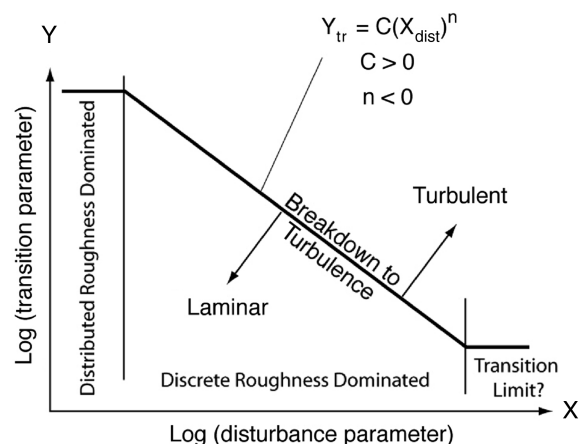 Y
Y_tr = C(X_dist)^n
C > 0
n < 0
Log (transition parameter)
Distributed Roughness Dominated
Breakdown to
Turbulence
Turbulent
Laminar
Discrete Roughness Dominated
Transition
Limit?
X
Log (disturbance parameter)